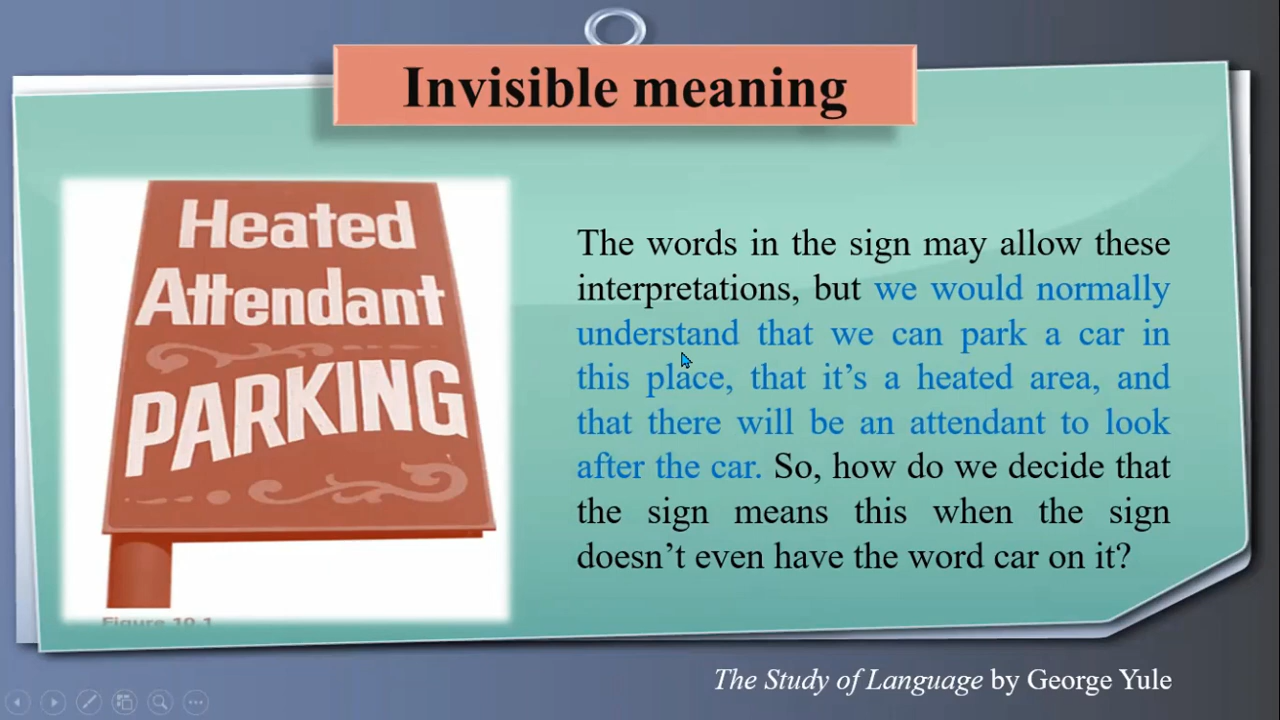 Invisible meaning
Heated
Attendant
PARKING
The words in the sign may allow these
interpretations, but we would normally
understand that we can park a car in
this place, that it’s a heated area, and
that there will be an attendant to look
after the car. So, how do we decide that
the sign means this when the sign
doesn’t even have the word car on it?
Figure 10.1
The Study of Language by George Yule